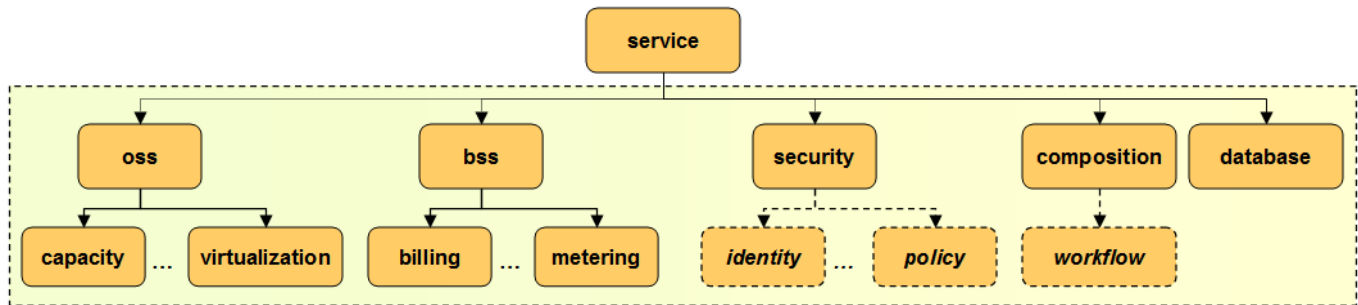 service
oss
bss
security
composition
database
capacity
...
virtualization
billing
...
metering
identity
...
policy
workflow